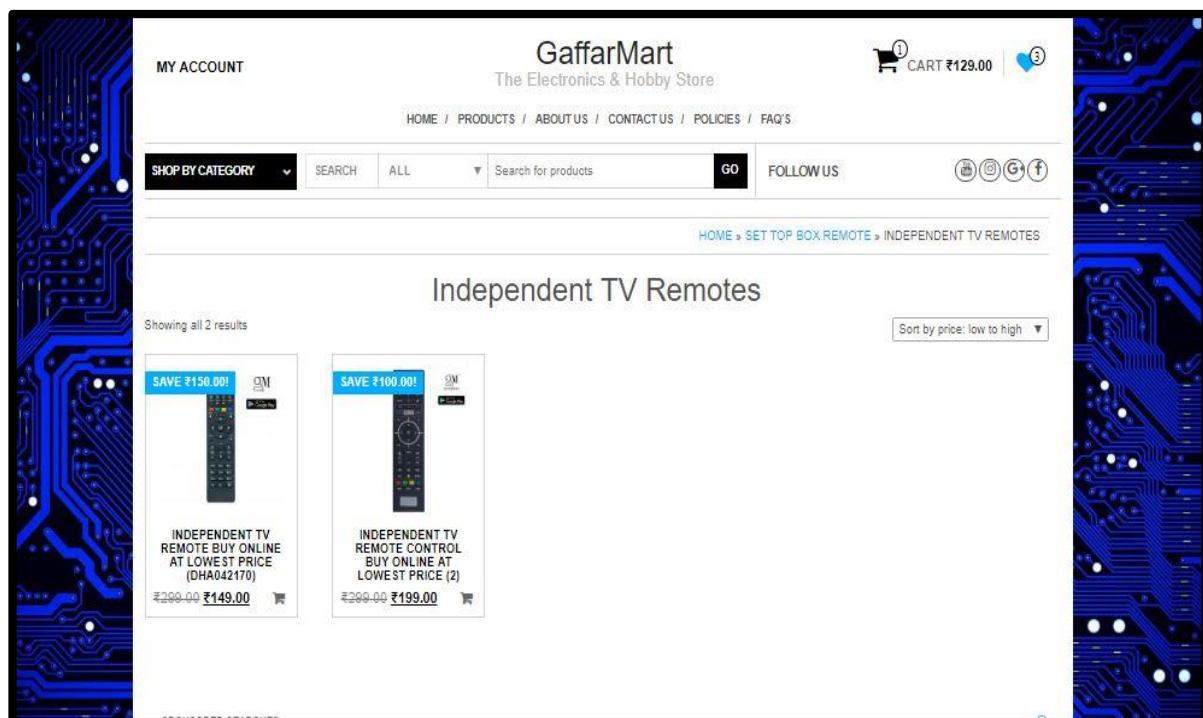 MY ACCOUNT
GaffarMart
The Electronics & Hobby Store
1
CART ₹129.00
3
HOME / PRODUCTS / ABOUT US / CONTACT US / POLICIES / FAQ'S
SHOP BY CATEGORY
SEARCH
ALL
Search for products
GO
FOLLOW US
HOME » SET TOP BOX REMOTE » INDEPENDENT TV REMOTES
Independent TV Remotes
Showing all 2 results
Sort by price: low to high
SAVE ₹150.00!
GM
INDEPENDENT TV
REMOTE BUY ONLINE
AT LOWEST PRICE
(DHA042170)
₹299.00 ₹149.00
SAVE ₹100.00!
GM
INDEPENDENT TV
REMOTE CONTROL
BUY ONLINE AT
LOWEST PRICE (2)
₹299.00 ₹199.00